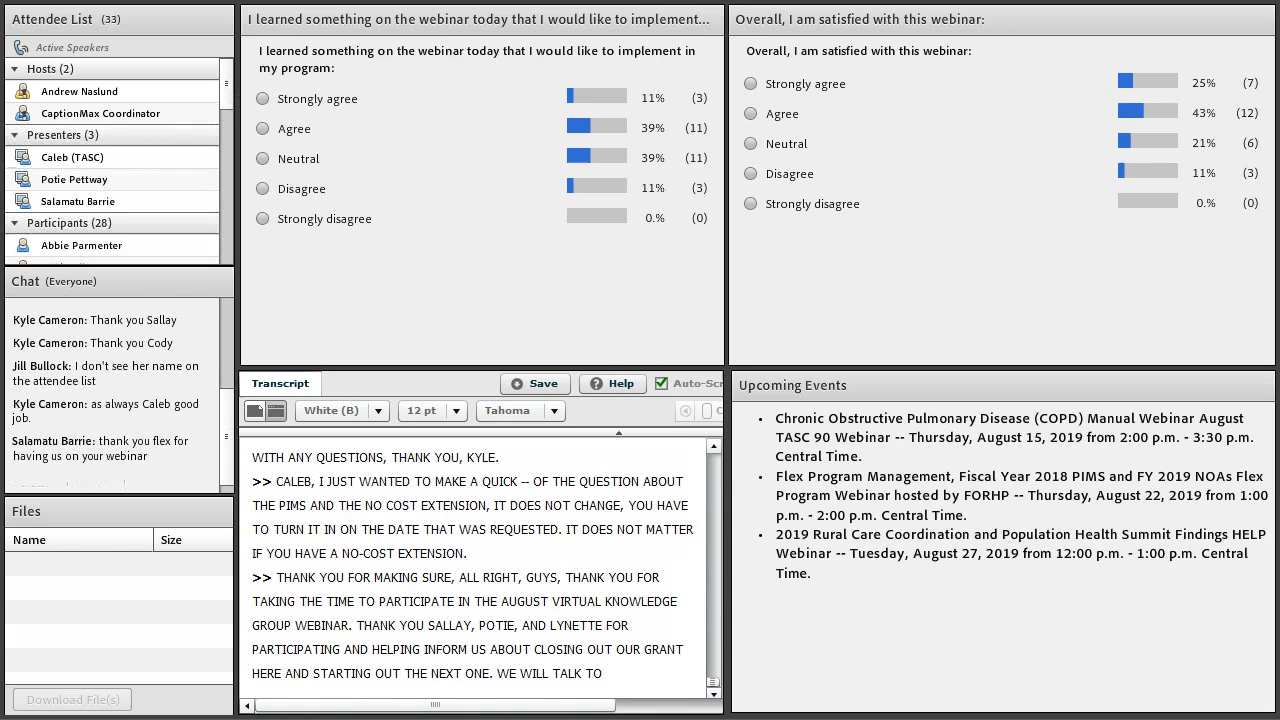 Attendee List (33)
Active Speakers
Hosts (2)
Andrew Naslund
CaptionMax Coordinator
Presenters (3)
Caleb (TASC)
Potie Pettway
Salamatu Barrie
Participants (28)
Abbie Parmenter
Chat (Everyone)
Kyle Cameron: Thank you Sallay
Kyle Cameron: Thank you Cody
Jill Bullock: I don't see her name on
the attendee list
Kyle Cameron: as always Caleb good
job.
Salamatu Barrie: thank you flex for
having us on your webinar
Files
Name Size
Download File(s)
I learned something on the webinar today that I would like to implement...
I learned something on the webinar today that I would like to implement in
my program:
Strongly agree 11% (3)
Agree 39% (11)
Neutral 39% (11)
Disagree 11% (3)
Strongly disagree 0.% (0)
Overall, I am satisfied with this webinar:
Overall, I am satisfied with this webinar:
Strongly agree 25% (7)
Agree 43% (12)
Neutral 21% (6)
Disagree 11% (3)
Strongly disagree 0.% (0)
Transcript Save Help Auto-Scr
White (B) 12 pt Tahoma
WITH ANY QUESTIONS, THANK YOU, KYLE.
>> CALEB, I JUST WANTED TO MAKE A QUICK -- OF THE QUESTION ABOUT
THE PIMS AND THE NO COST EXTENSION, IT DOES NOT CHANGE, YOU HAVE
TO TURN IT IN ON THE DATE THAT WAS REQUESTED. IT DOES NOT MATTER
IF YOU HAVE A NO-COST EXTENSION.
>> THANK YOU FOR MAKING SURE, ALL RIGHT, GUYS, THANK YOU FOR
TAKING THE TIME TO PARTICIPATE IN THE AUGUST VIRTUAL KNOWLEDGE
GROUP WEBINAR. THANK YOU SALLAY, POTIE, AND LYNETTE FOR
PARTICIPATING AND HELPING INFORM US ABOUT CLOSING OUT OUR GRANT
HERE AND STARTING OUT THE NEXT ONE. WE WILL TALK TO
Upcoming Events
• Chronic Obstructive Pulmonary Disease (COPD) Manual Webinar August
TASC 90 Webinar -- Thursday, August 15, 2019 from 2:00 p.m. - 3:30 p.m.
Central Time.
• Flex Program Management, Fiscal Year 2018 PIMS and FY 2019 NOAs Flex
Program Webinar hosted by FORHP -- Thursday, August 22, 2019 from 1:00
p.m. - 2:00 p.m. Central Time.
• 2019 Rural Care Coordination and Population Health Summit Findings HELP
Webinar -- Tuesday, August 27, 2019 from 12:00 p.m. - 1:00 p.m. Central
Time.